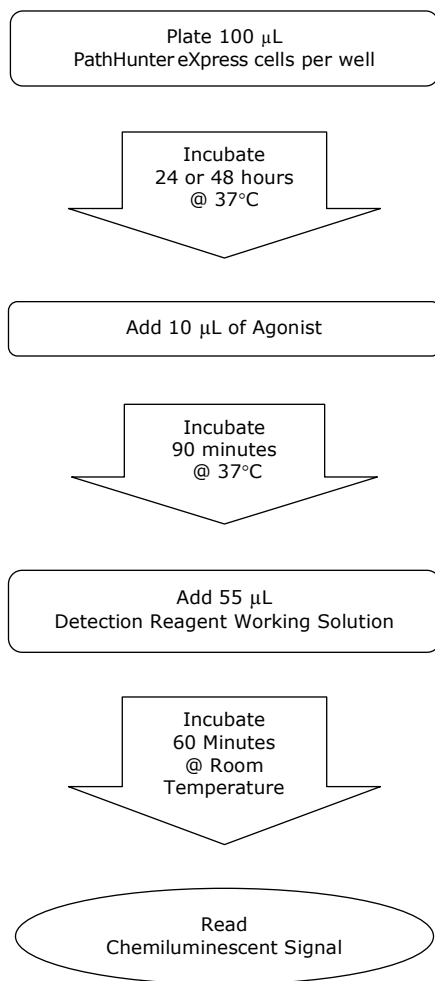 Plate 100 μL
PathHunter eXpress cells per well
Incubate
24 or 48 hours
@ 37°C
Add 10 μL of Agonist
Incubate
90 minutes
@ 37°C
Add 55 μL
Detection Reagent Working Solution
Incubate
60 Minutes
@ Room
Temperature
Read
Chemiluminescent Signal